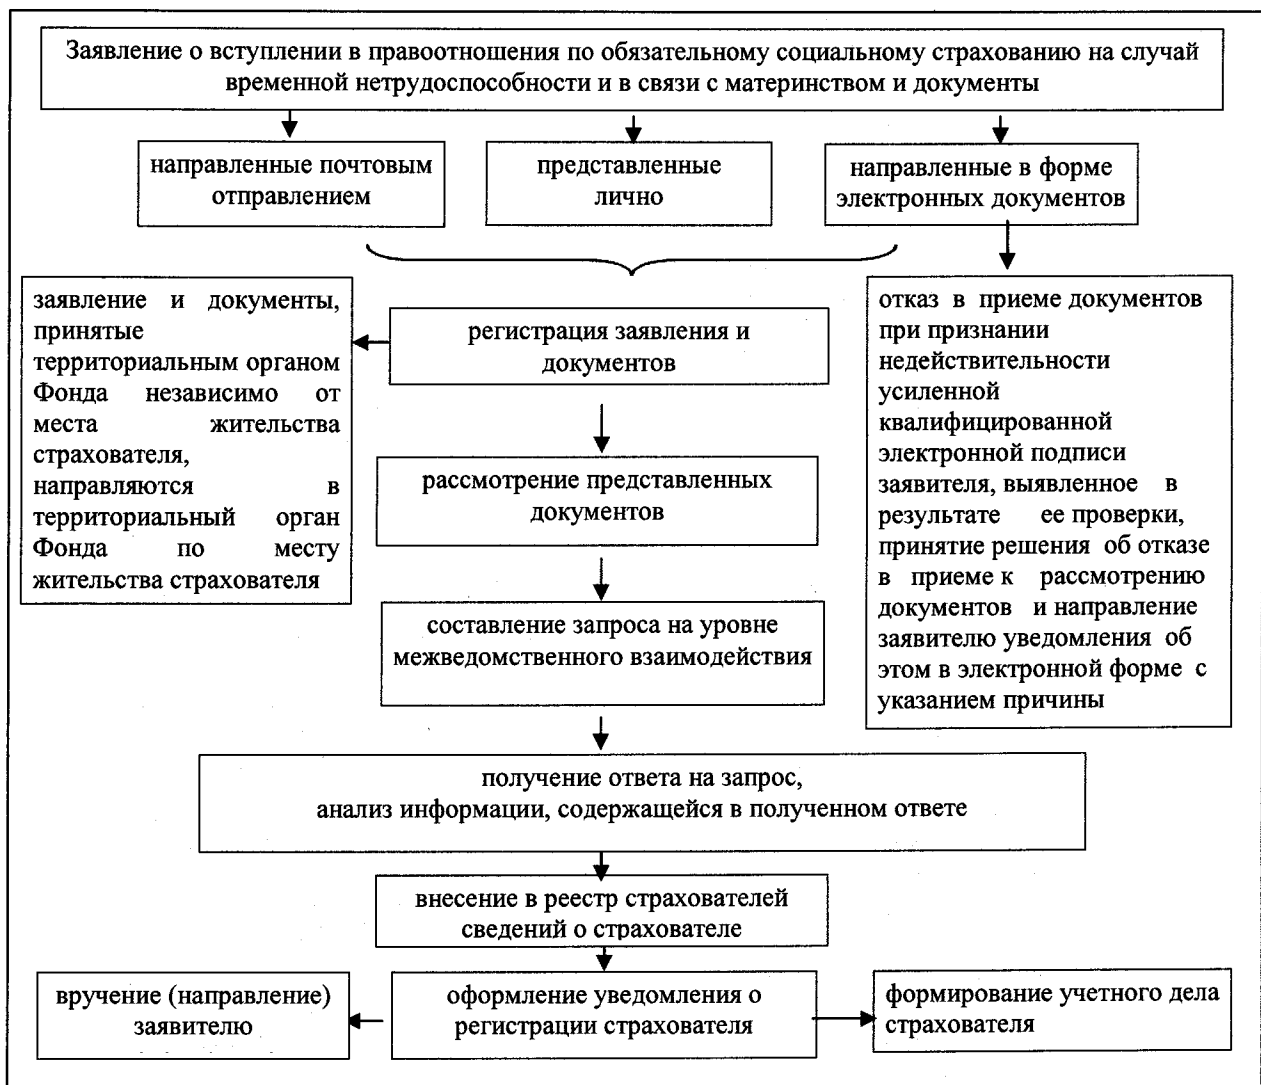 Заявление о вступлении в правоотношения по обязательному социальному страхованию на случай
временной нетрудоспособности и в связи с материнством и документы
направленные почтовым
отправлением
представленные
лично
направленные в форме
электронных документов
заявление и документы,
принятые
территориальным органом
Фонда независимо от
места жительства
страхователя,
направляются в
территориальный орган
Фонда по месту
жительства страхователя
регистрация заявления и
документов
отказ в приеме документов
при признании
недействительности
усиленной
квалифицированной
электронной подписи
заявителя, выявленное в
результате ее проверки,
принятие решения об отказе
в приеме к рассмотрению
документов и направление
заявителю уведомления об
этом в электронной форме с
указанием причины
рассмотрение представленных
документов
составление запроса на уровне
межведомственного взаимодействия
получение ответа на запрос,
анализ информации, содержащейся в полученном ответе
внесение в реестр страхователей
сведений о страхователе
вручение (направление)
заявителю
оформление уведомления о
регистрации страхователя
формирование учетного дела
страхователя